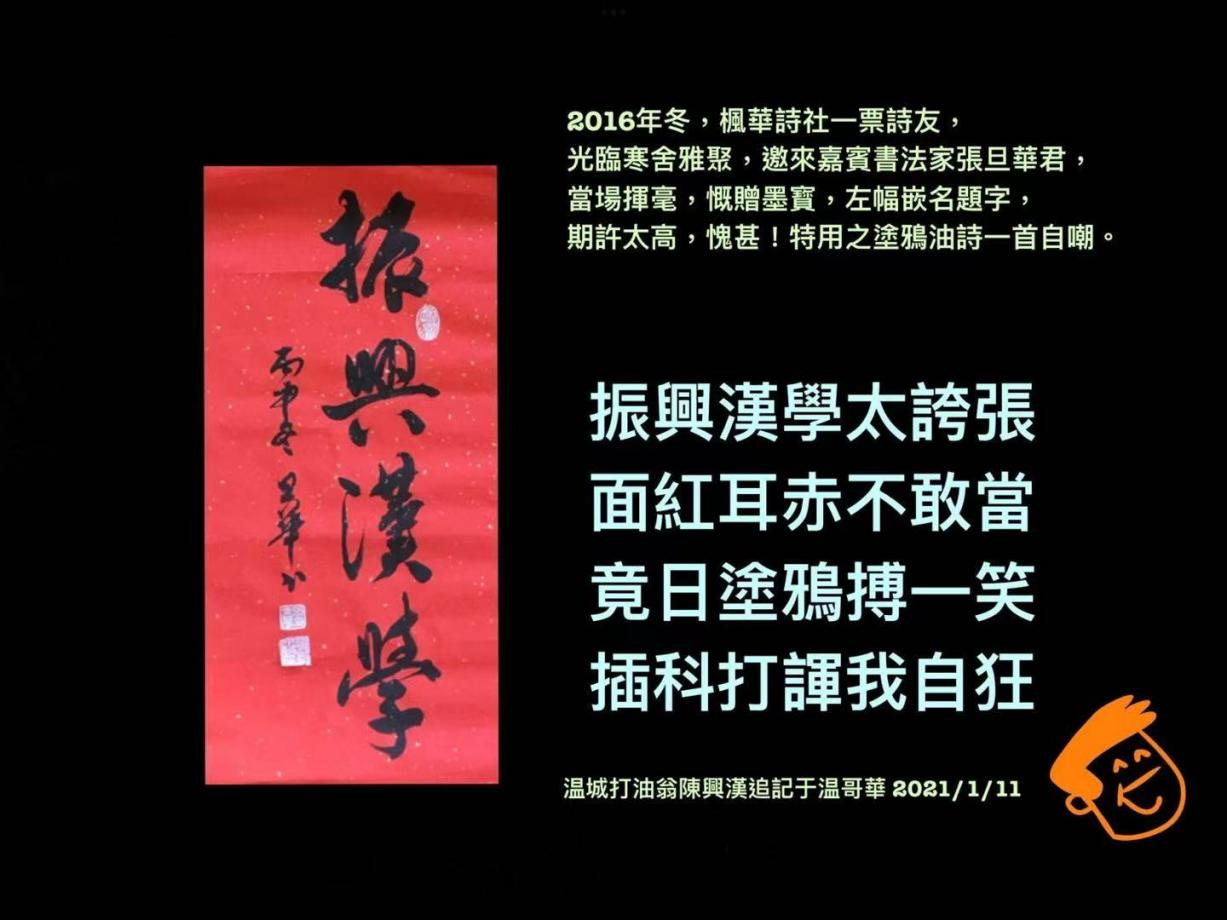 振興漢學
丙申冬 旦華書
2016年冬，楓華詩社一票詩友，
光臨寒舍雅聚，邀來嘉賓書法家張旦華君，
當場揮毫，慨贈墨寶，左幅嵌名題字，
期許太高，愧甚！特用之塗鴉油詩一首自嘲。
振興漢學太誇張
面紅耳赤不敢當
竟日塗鴉搏一笑
插科打諢我自狂
温城打油翁陳興漢追記于温哥華 2021/1/11